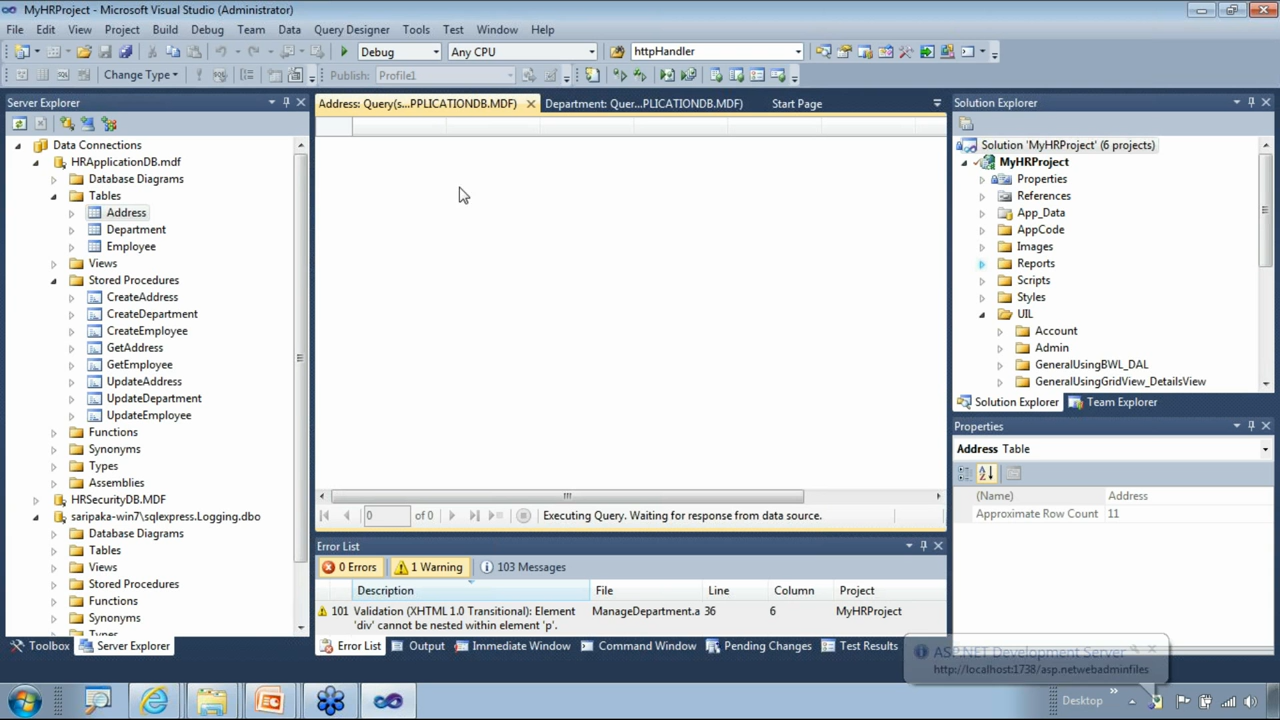 MyHRProject - Microsoft Visual Studio (Administrator)
File Edit View Project Build Debug Team Data Query Designer Tools Test Window Help
Debug Any CPU httpHandler
Change Type Publish: Profile1
Server Explorer
Data Connections
HRApplicationDB.mdf
Database Diagrams
Tables
Address
Department
Employee
Views
Stored Procedures
CreateAddress
CreateDepartment
CreateEmployee
GetAddress
GetEmployee
UpdateAddress
UpdateDepartment
UpdateEmployee
Functions
Synonyms
Types
Assemblies
HRSecurityDB.MDF
saripaka-win7\sqlexpress.Logging.dbo
Database Diagrams
Tables
Views
Stored Procedures
Functions
Synonyms
Types
Toolbox Server Explorer
Address: Query(s...PPLICATIONDB.MDF) Department: Quer...PLICATIONDB.MDF) Start Page
0 of 0 Executing Query. Waiting for response from data source.
Error List
0 Errors 1 Warning 103 Messages
Description File Line Column Project
101 Validation (XHTML 1.0 Transitional): Element ManageDepartment.a 36 6 MyHRProject
'div' cannot be nested within element 'p'.
Error List Output Immediate Window Command Window Pending Changes Test Results
Solution Explorer
Solution 'MyHRProject' (6 projects)
MyHRProject
Properties
References
App_Data
AppCode
Images
Reports
Scripts
Styles
UIL
Account
Admin
GeneralUsingBWL_DAL
GeneralUsingGridView_DetailsView
Solution Explorer Team Explorer
Properties
Address Table
(Name) Address
Approximate Row Count 11
ASP.NET Development Server
http://localhost:1738/asp.netwebadminfiles
Desktop